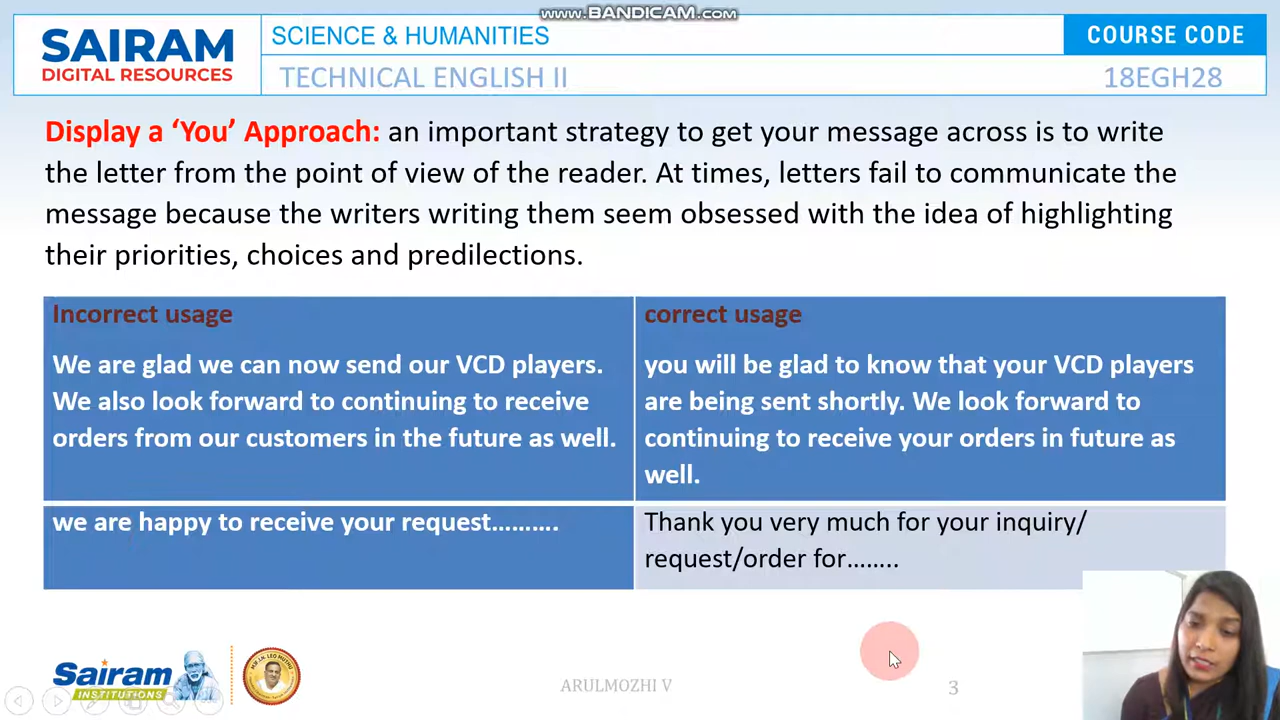 www.BANDICAM.com
SAIRAM
DIGITAL RESOURCES
SCIENCE & HUMANITIES
COURSE CODE
TECHNICAL ENGLISH II
18EGH28
Display a ‘You’ Approach: an important strategy to get your message across is to write
the letter from the point of view of the reader. At times, letters fail to communicate the
message because the writers writing them seem obsessed with the idea of highlighting
their priorities, choices and predilections.
Incorrect usage
We are glad we can now send our VCD players.
We also look forward to continuing to receive
orders from our customers in the future as well.
correct usage
you will be glad to know that your VCD players
are being sent shortly. We look forward to
continuing to receive your orders in future as
well.
we are happy to receive your request……….
Thank you very much for your inquiry/
request/order for……..
Sairam
INSTITUTIONS
ARULMOZHI V
3